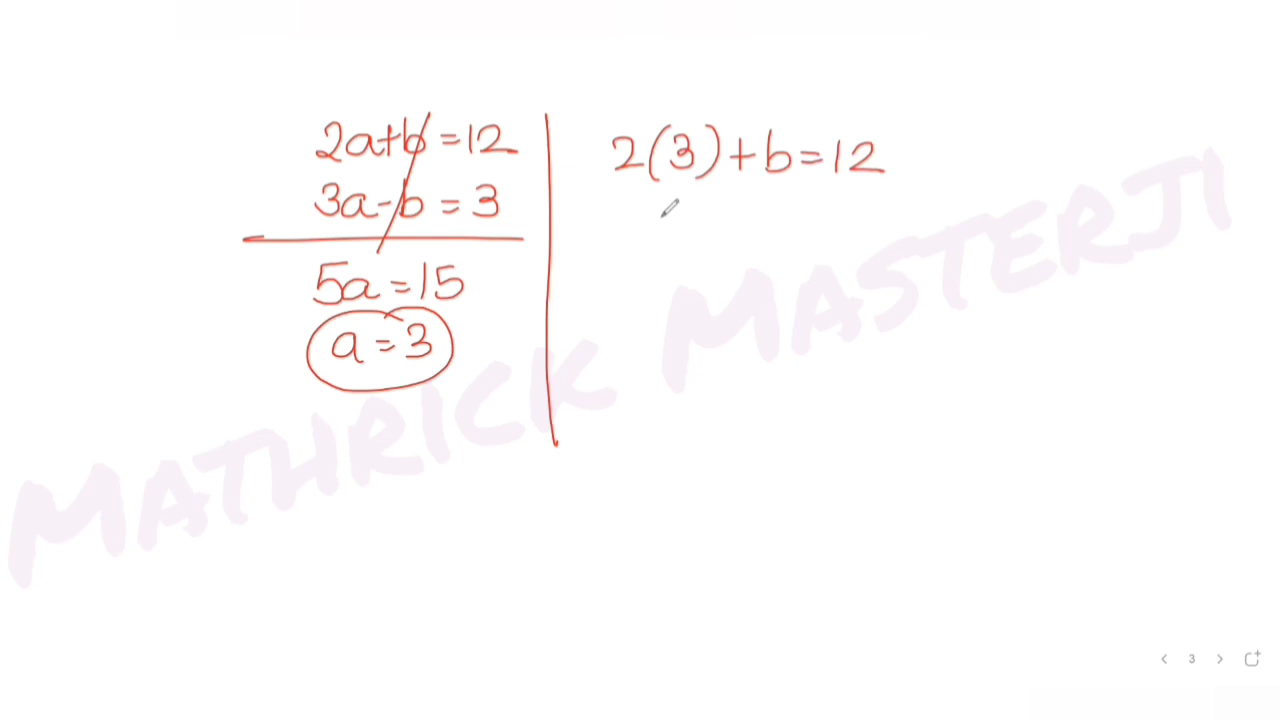 2a+b=12
3a-b=3
5a=15
a=3
2(3)+b=12
MATHRICK MASTERJI
< 3 >